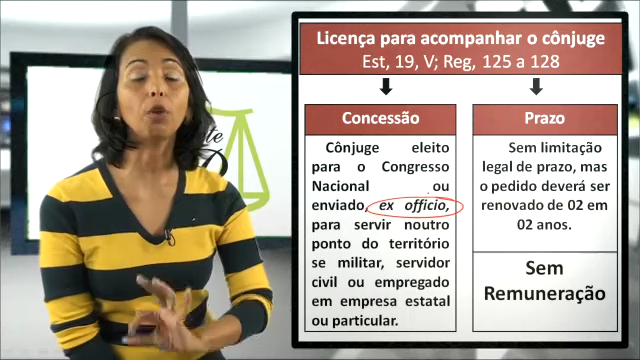 Licença para acompanhar o cônjuge
Est, 19, V; Reg, 125 a 128
Concessão
Cônjuge eleito
para o Congresso
Nacional ou
enviado, ex officio,
para servir noutro
ponto do território
se militar, servidor
civil ou empregado
em empresa estatal
ou particular.
Prazo
Sem limitação
legal de prazo, mas
o pedido deverá ser
renovado de 02 em
02 anos.
Sem
Remuneração